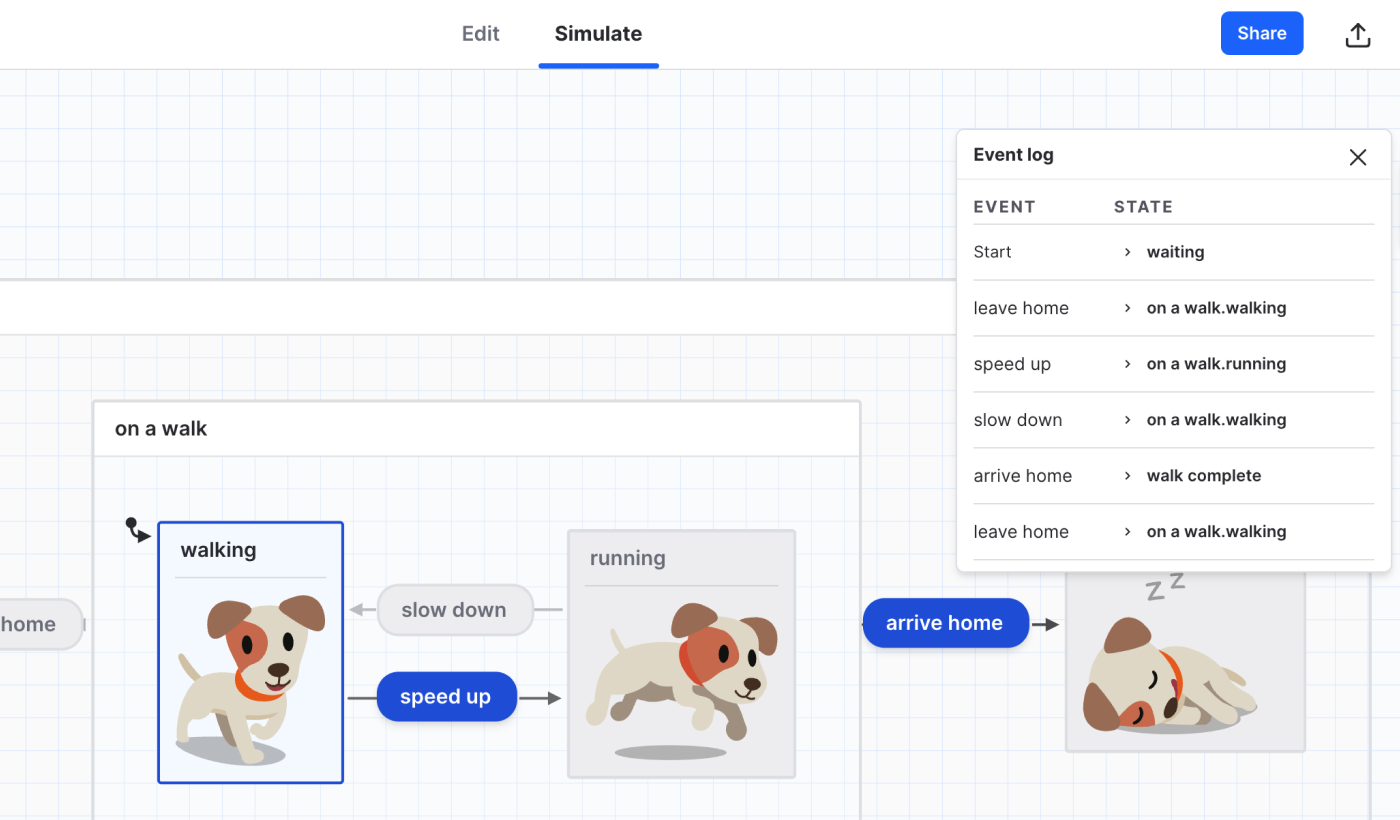 Edit
Simulate
Share
Event log
EVENT STATE
Start › waiting
leave home › on a walk.walking
speed up › on a walk.running
slow down › on a walk.walking
arrive home › walk complete
leave home › on a walk.walking
on a walk
walking
running
home
slow down
speed up
arrive home
Z Z